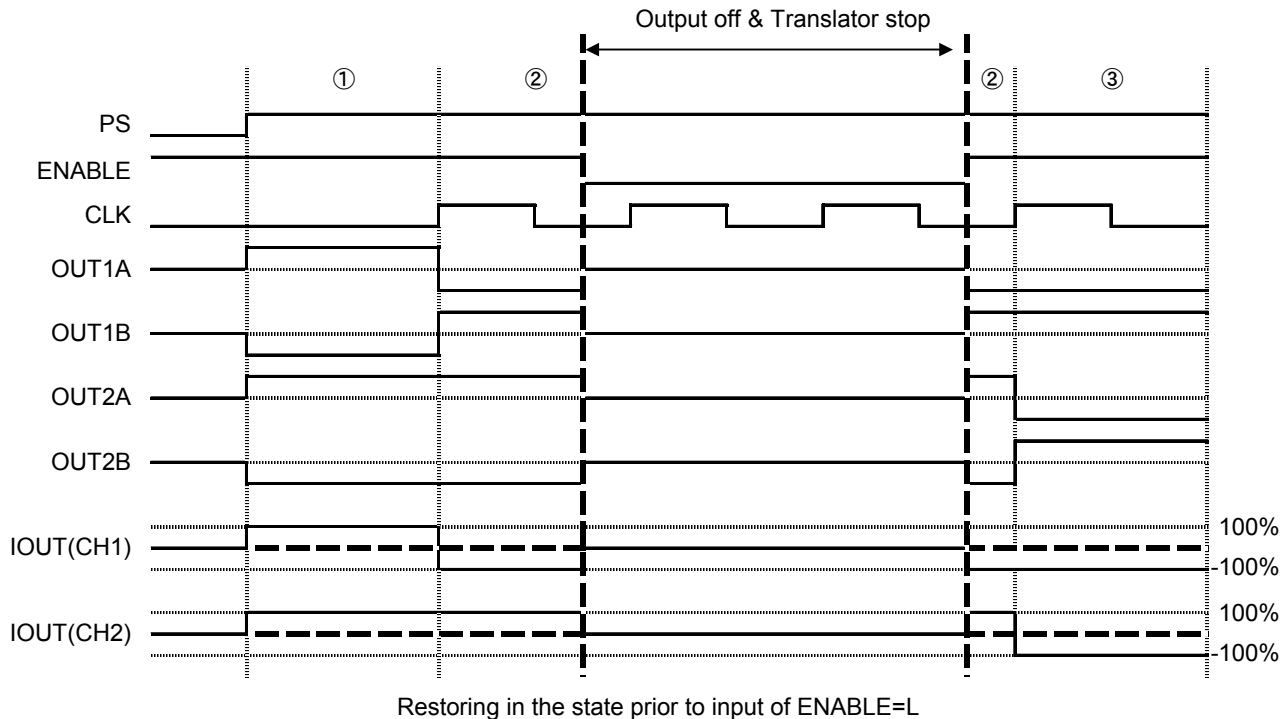 Output off & Translator stop
① ② ② ③
PS
ENABLE
CLK
OUT1A
OUT1B
OUT2A
OUT2B
100%
IOUT(CH1)
-100%
100%
IOUT(CH2)
-100%
Restoring in the state prior to input of ENABLE=L